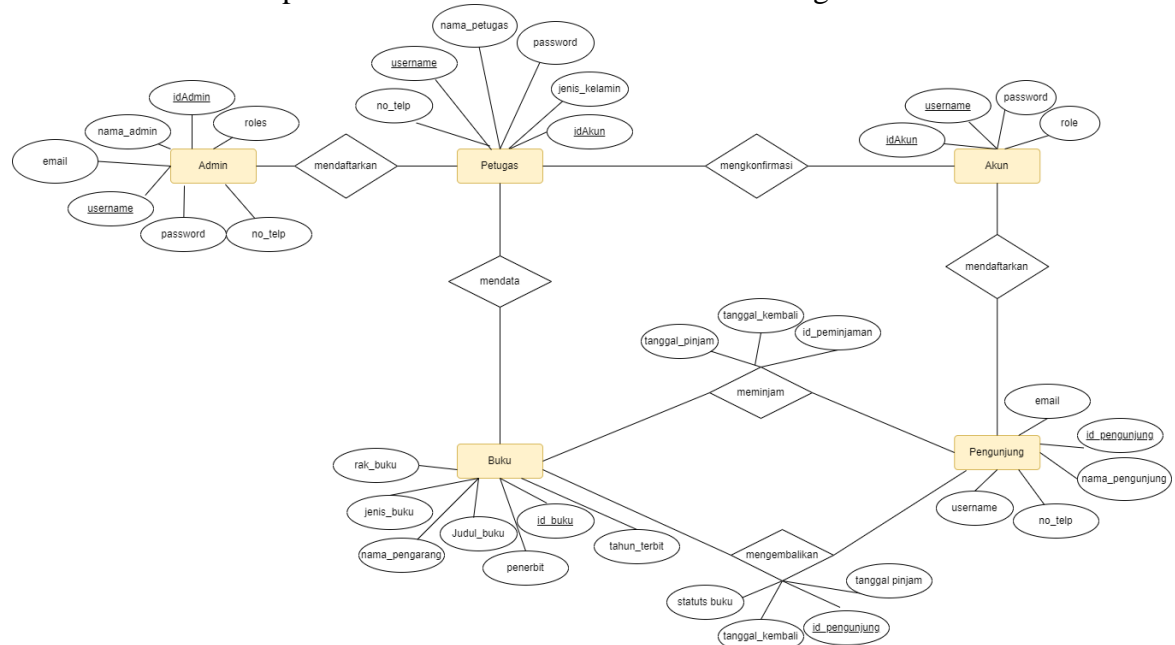 nama_petugas
password
username
jenis_kelamin
no_telp
idAkun
idAdmin
roles
nama_admin
email
Admin
username
password
no_telp
mendaftarkan
Petugas
mengkonfirmasi
password
username
role
idAkun
Akun
mendata
mendaftarkan
tanggal_kembali
id_peminjaman
tanggal_pinjam
meminjam
email
id_pengunjung
nama_pengunjung
Pengunjung
username
no_telp
Buku
rak_buku
jenis_buku
nama_pengarang
Judul_buku
id_buku
penerbit
tahun_terbit
mengembalikan
tanggal pinjam
statuts buku
id_pengunjung
tanggal_kembali